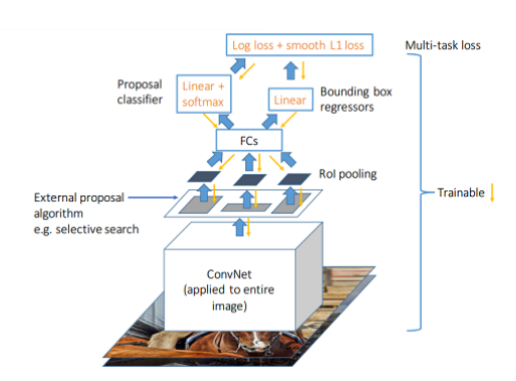 Log loss + smooth L1 loss
Multi-task loss
Proposal
classifier
Linear +
softmax
Linear
Bounding box
regressors
FCs
RoI pooling
External proposal
algorithm
e.g. selective search
Trainable
ConvNet
(applied to entire
image)